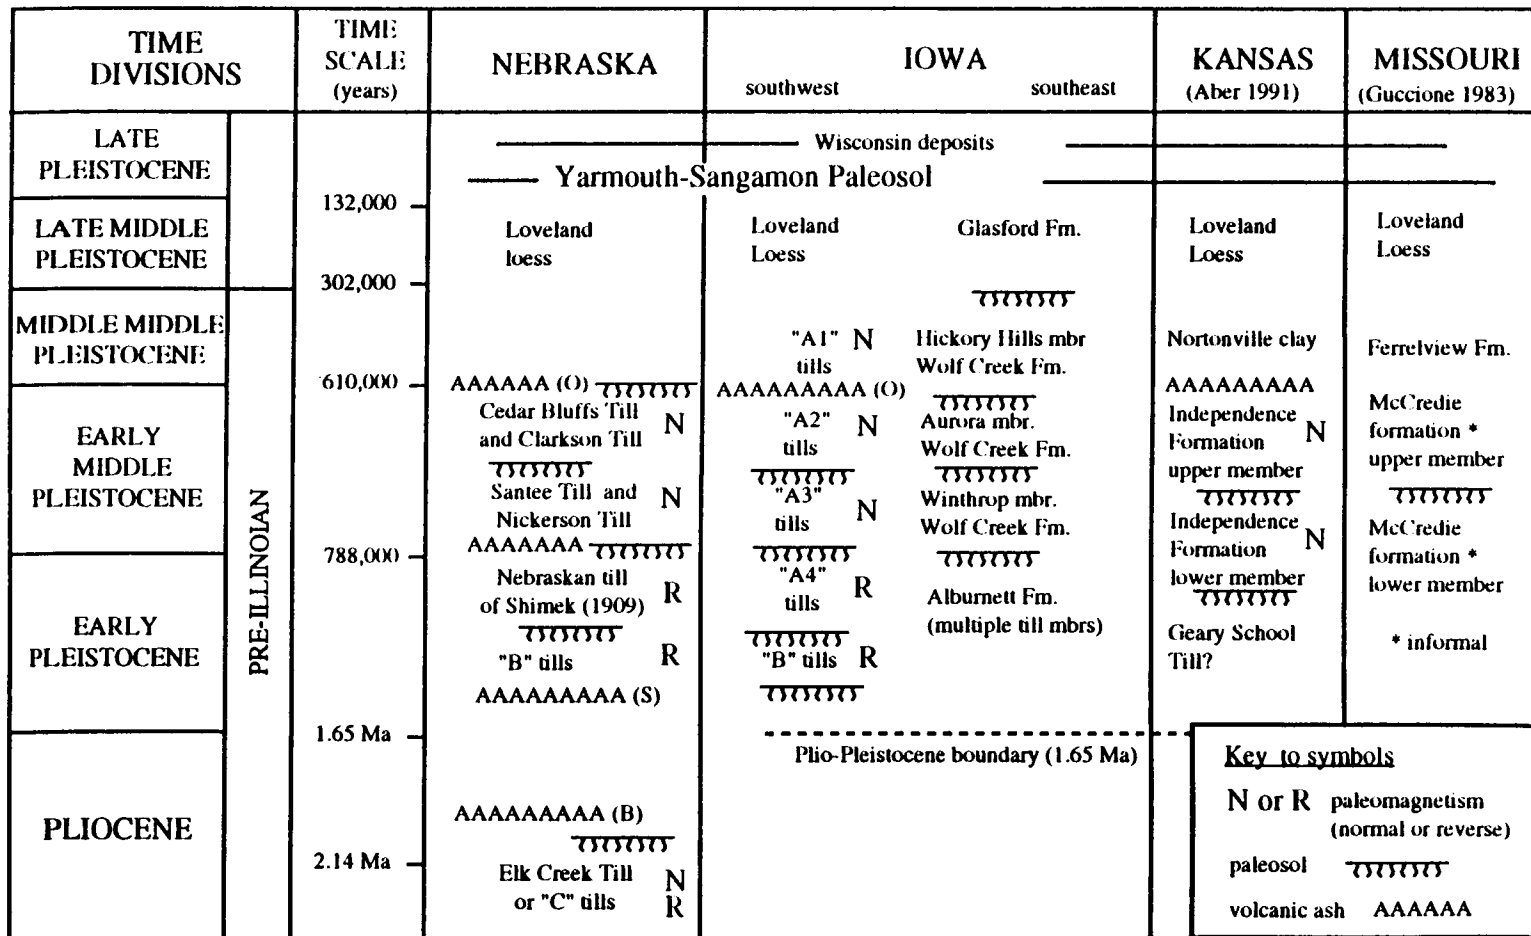 TIME
DIVISIONS
TIME
SCALE
(years)
NEBRASKA
IOWA
southwest southeast
KANSAS
(Aber 1991)
MISSOURI
(Guccione 1983)
LATE
PLEISTOCENE
Wisconsin deposits
Yarmouth-Sangamon Paleosol
132,000
LATE MIDDLE
PLEISTOCENE
Loveland
loess
Loveland
Loess
Glasford Fm.
Loveland
Loess
Loveland
Loess
302,000
PRE-ILLINOIAN
MIDDLE MIDDLE
PLEISTOCENE
"A1" N
tills
Hickory Hills mbr
Wolf Creek Fm.
Nortonville clay
Ferrelview Fm.
610,000
AAAAAA (O)
AAAAAAAAA (O)
AAAAAAAAA
EARLY
MIDDLE
PLEISTOCENE
Cedar Bluffs Till
and Clarkson Till
N
"A2" N
tills
Aurora mbr.
Wolf Creek Fm.
Independence
Formation N
upper member
McCredie
formation *
upper member
Santee Till and
Nickerson Till
N
"A3"
tills N
Winthrop mbr.
Wolf Creek Fm.
Independence
Formation N
lower member
McCredie
formation *
lower member
788,000
AAAAAAA
EARLY
PLEISTOCENE
Nebraskan till
of Shimek (1909) R
"A4"
tills R
Alburnett Fm.
(multiple till mbrs)
"B" tills R
"B" tills R
Geary School
Till?
* informal
AAAAAAAAA (S)
1.65 Ma
Plio-Pleistocene boundary (1.65 Ma)
PLIOCENE
AAAAAAAAA (B)
2.14 Ma
Elk Creek Till N
or "C" tills R
Key to symbols
N or R paleomagnetism
(normal or reverse)
paleosol
volcanic ash AAAAAA